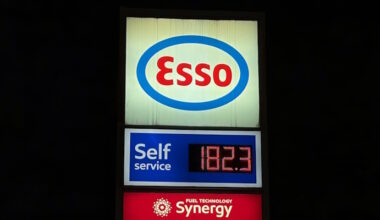 Esso
Self
service
182.3
FUEL TECHNOLOGY
Synergy